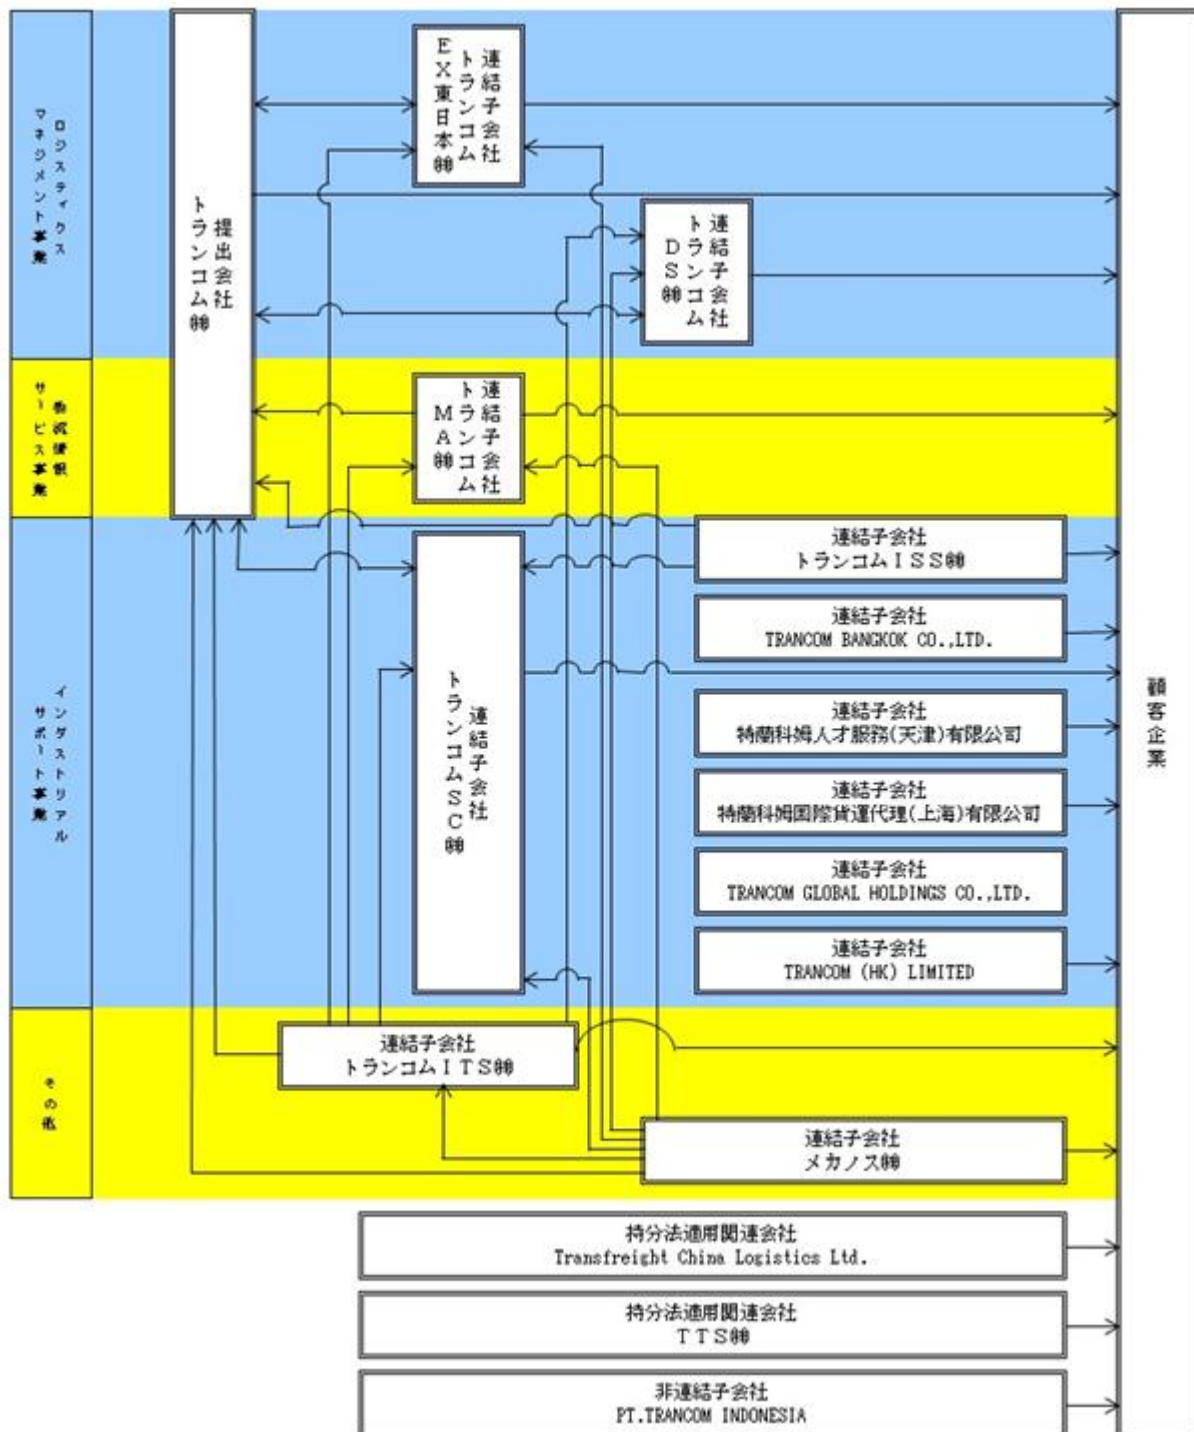 ロジスティクス
マネジメント事業
提出会社
トランコム㈱
連結子会社
トランコム
EX東日本㈱
連結子会社
トランコム
DS㈱
物流情報
サービス事業
連結子会社
トランコム
MA㈱
インダストリアル
サポート事業
連結子会社
トランコムSC㈱
連結子会社
トランコムISS㈱
連結子会社
TRANCOM BANGKOK CO.,LTD.
連結子会社
特蘭科姆人才服務(天津)有限公司
連結子会社
特蘭科姆国際貨運代理(上海)有限公司
連結子会社
TRANCOM GLOBAL HOLDINGS CO.,LTD.
連結子会社
TRANCOM (HK) LIMITED
顧客企業
その他
連結子会社
トランコムITS㈱
連結子会社
メカノス㈱
持分法適用関連会社
Transfreight China Logistics Ltd.
持分法適用関連会社
TTS㈱
非連結子会社
PT.TRANCOM INDONESIA